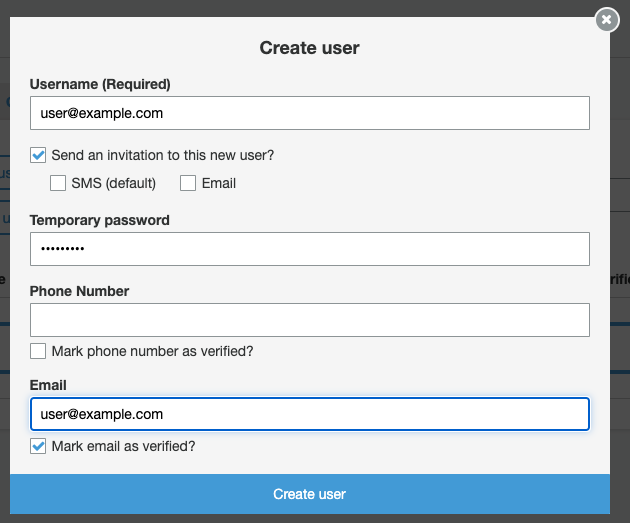 Create user
Username (Required)
user@example.com
Send an invitation to this new user?
SMS (default) Email
Temporary password
•••••••••
Phone Number
Mark phone number as verified?
Email
user@example.com
Mark email as verified?
Create user